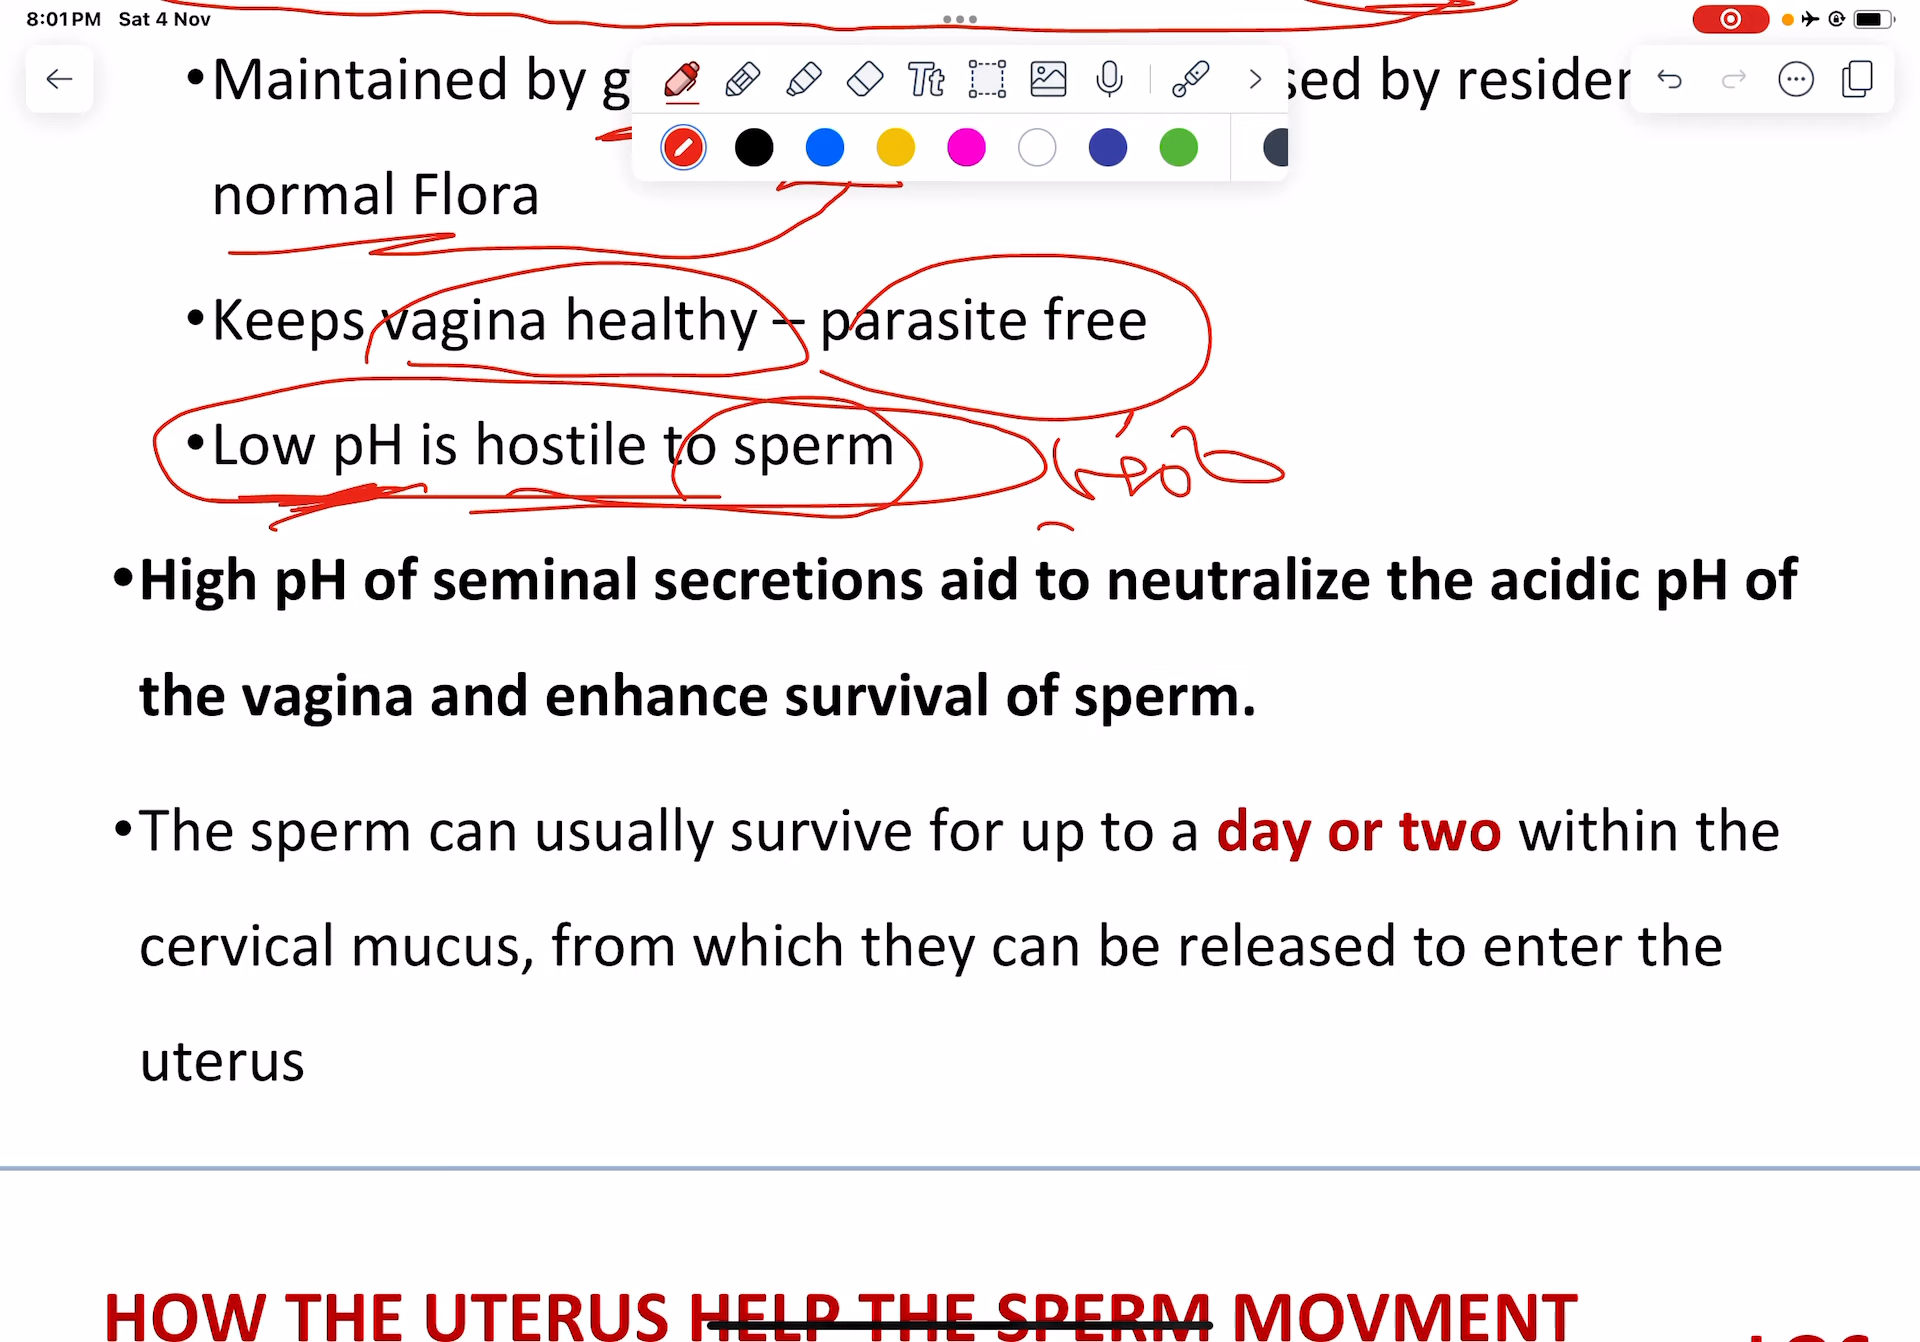 8:01 PM Sat 4 Nov
•Maintained by g sed by resider
Tt
normal Flora
•Keeps vagina healthy – parasite free
•Low pH is hostile to sperm
•High pH of seminal secretions aid to neutralize the acidic pH of
the vagina and enhance survival of sperm.
•The sperm can usually survive for up to a day or two within the
cervical mucus, from which they can be released to enter the
uterus
HOW THE UTERUS HELP THE SPERM MOVMENT